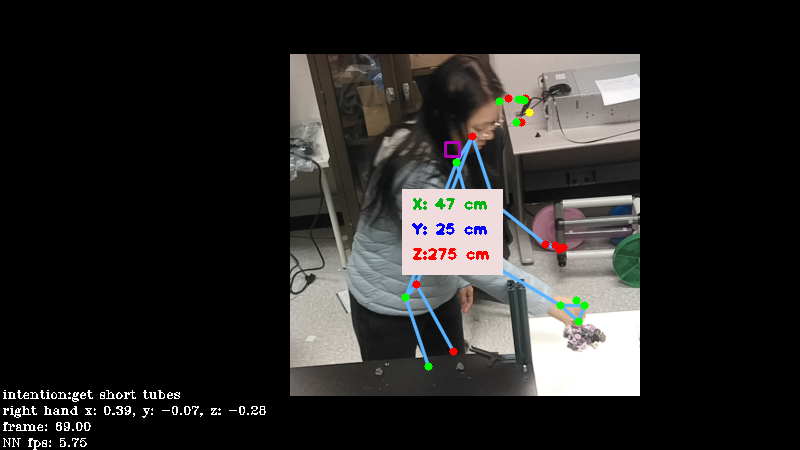 X: 47 cm
Y: 25 cm
Z:275 cm
intention:get short tubes
right hand x: 0.39, y: -0.07, z: -0.28
frame: 69.00
NN fps: 5.75